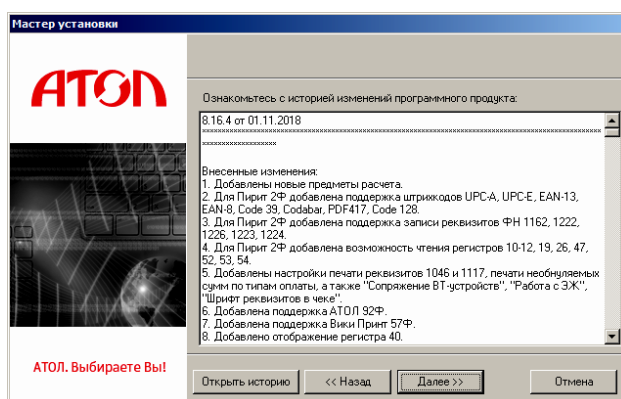 Мастер установки
АТОЛ
Ознакомьтесь с историей изменений программного продукта:
8.16.4 от 01.11.2018
Внесенные изменения:
1. Добавлены новые предметы расчета.
2. Для Пирит 2Ф добавлена поддержка штрихкодов UPC-A, UPC-E, EAN-13,
EAN-8, Code 39, Codabar, PDF417, Code 128.
3. Для Пирит 2Ф добавлена поддержка записи реквизитов ФН 1162, 1222,
1226, 1223, 1224.
4. Для Пирит 2Ф добавлена возможность чтения регистров 10-12, 19, 26, 47,
52, 53, 54.
5. Добавлены настройки печати реквизитов 1046 и 1117, печати необнуляемых
сумм по типам оплаты, а также "Сопряжение BT-устройств", "Работа с ЭЖ",
"Шрифт реквизитов в чеке".
6. Добавлена поддержка АТОЛ 92Ф.
7. Добавлена поддержка Вики Принт 57Ф.
8. Добавлено отображение регистра 40.
АТОЛ. Выбираете Вы!
Открыть историю
<< Назад
Далее >>
Отмена